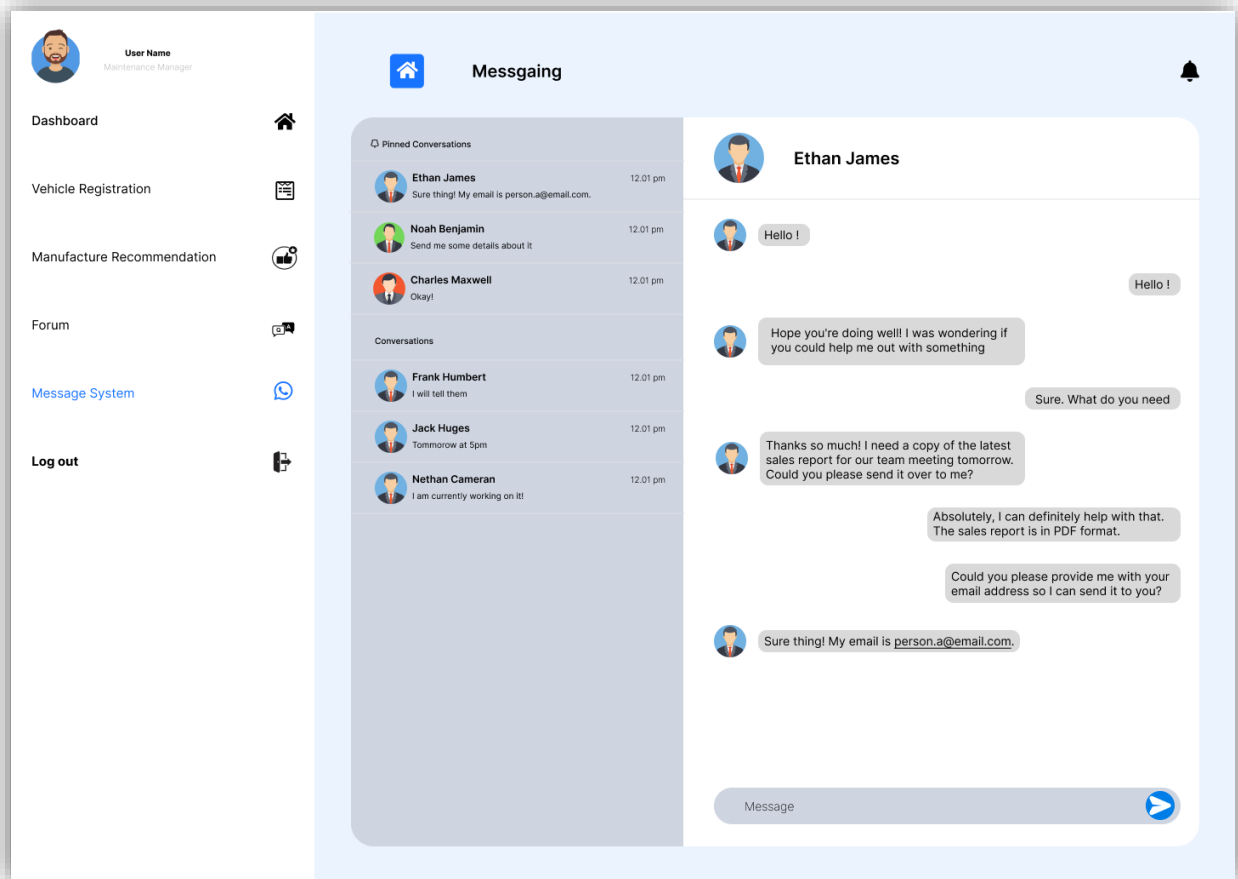 User Name
Maintenance Manager
Dashboard
Vehicle Registration
Manufacture Recommendation
Forum
Message System
Log out
Messgaing
Pinned Conversations
Ethan James
12.01 pm
Sure thing! My email is person.a@email.com.
Noah Benjamin
12.01 pm
Send me some details about it
Charles Maxwell
12.01 pm
Okay!
Conversations
Frank Humbert
12.01 pm
I will tell them
Jack Huges
12.01 pm
Tommorow at 5pm
Nethan Cameran
12.01 pm
I am currently working on it!
Ethan James
Hello !
Hello !
Hope you're doing well! I was wondering if
you could help me out with something
Sure. What do you need
Thanks so much! I need a copy of the latest
sales report for our team meeting tomorrow.
Could you please send it over to me?
Absolutely, I can definitely help with that.
The sales report is in PDF format.
Could you please provide me with your
email address so I can send it to you?
Sure thing! My email is person.a@email.com.
Message